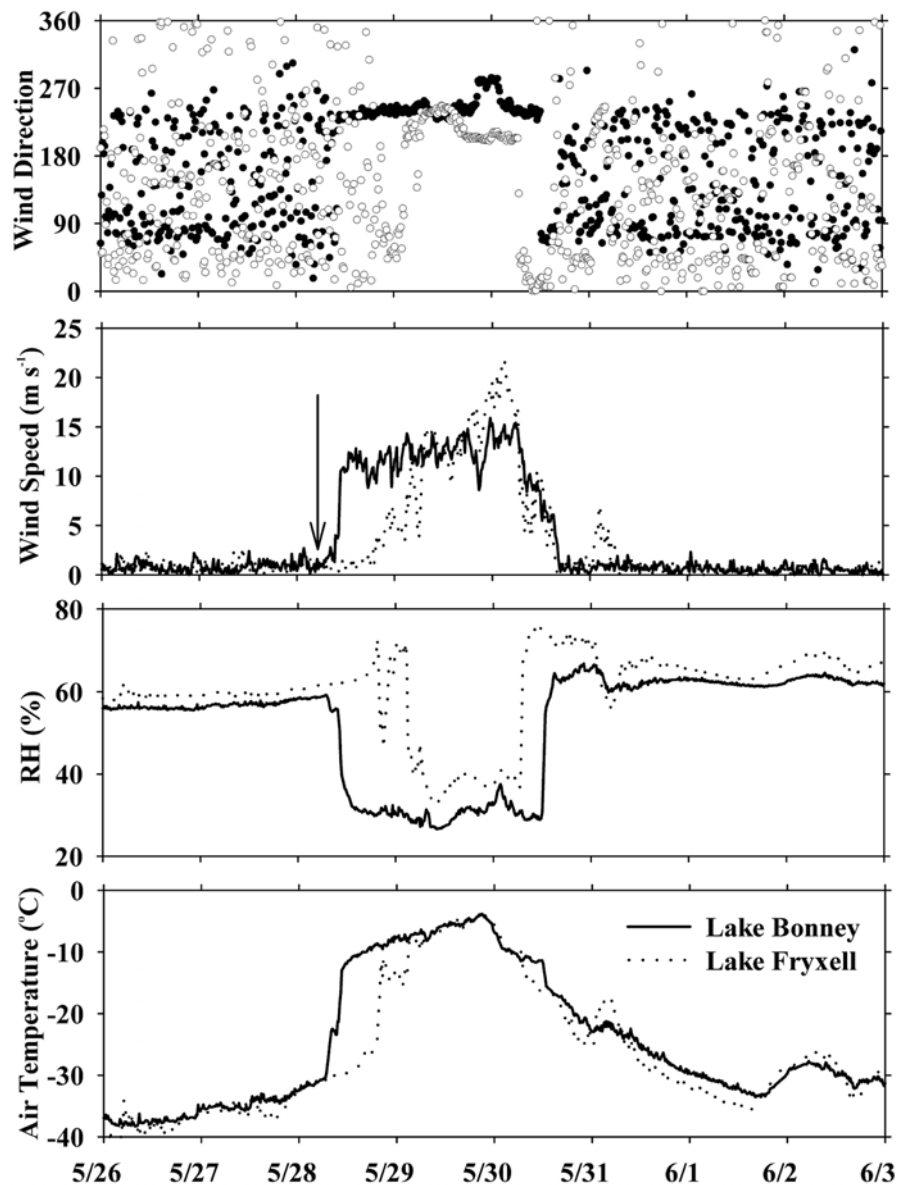 360
270
180
90
0
Wind Direction
25
20
15
10
5
0
Wind Speed (m s⁻¹)
80
60
40
20
RH (%)
0
-10
-20
-30
-40
Air Temperature (°C)
Lake Bonney
Lake Fryxell
5/26 5/27 5/28 5/29 5/30 5/31 6/1 6/2 6/3